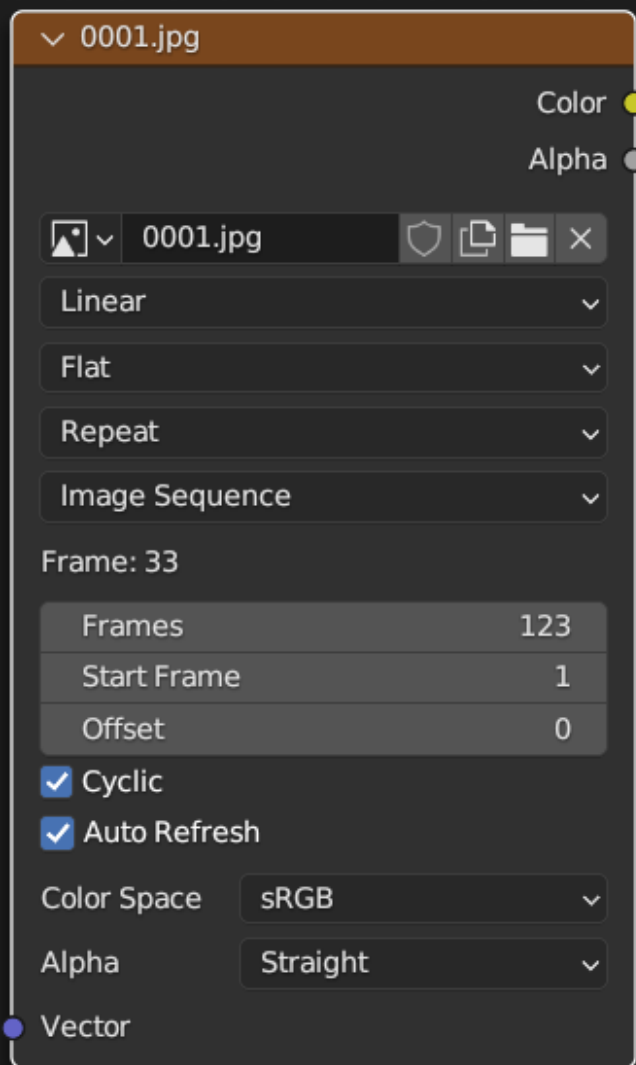 0001.jpg
Color
Alpha
0001.jpg
Linear
Flat
Repeat
Image Sequence
Frame: 33
Frames 123
Start Frame 1
Offset 0
Cyclic
Auto Refresh
Color Space sRGB
Alpha Straight
Vector